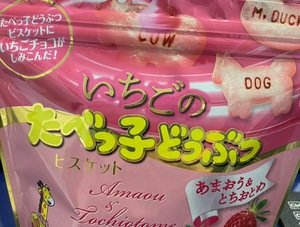 たべっ子どうぶつ
ビスケットに
いちごチョコが
しみこんだ!
COW
M. DUCK
DOG
いちごの
たべっ子どうぶつ
ビスケット
Amaou
&
Tochiotome
あまおう&
とちおとめ